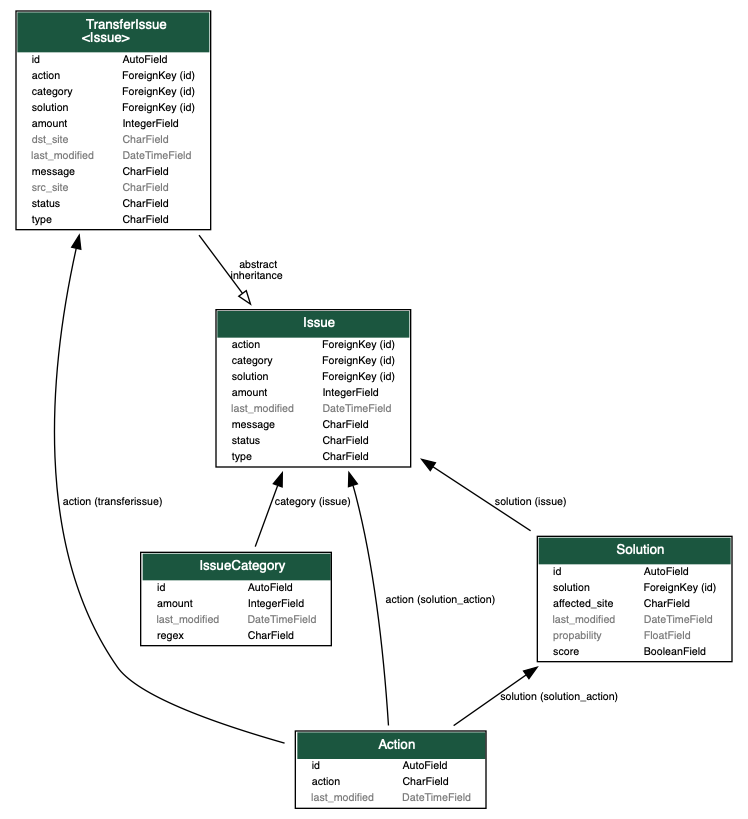 TransferIssue
<Issue>
id AutoField
action ForeignKey (id)
category ForeignKey (id)
solution ForeignKey (id)
amount IntegerField
dst_site CharField
last_modified DateTimeField
message CharField
src_site CharField
status CharField
type CharField
abstract
inheritance
Issue
action ForeignKey (id)
category ForeignKey (id)
solution ForeignKey (id)
amount IntegerField
last_modified DateTimeField
message CharField
status CharField
type CharField
action (transferissue)
category (issue)
solution (issue)
IssueCategory
id AutoField
amount IntegerField
last_modified DateTimeField
regex CharField
action (solution_action)
Solution
id AutoField
solution ForeignKey (id)
affected_site CharField
last_modified DateTimeField
propability FloatField
score BooleanField
solution (solution_action)
Action
id AutoField
action CharField
last_modified DateTimeField